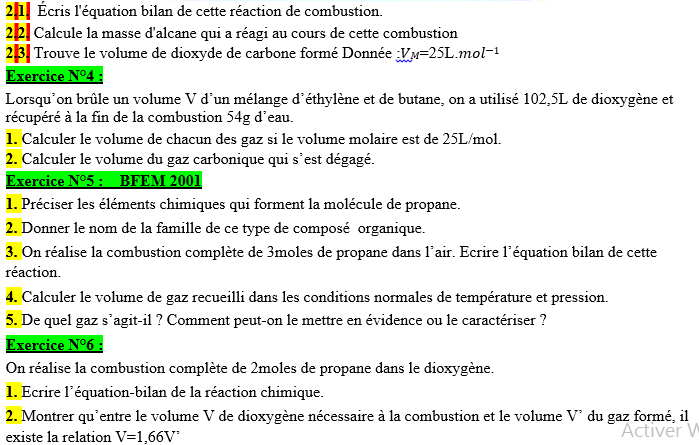 2.1. Écris l'équation bilan de cette réaction de combustion.
2.2. Calcule la masse d'alcane qui a réagi au cours de cette combustion
2.3. Trouve le volume de dioxyde de carbone formé Donnée :VM=25L.mol−1
Exercice N°4 :
Lorsqu'on brûle un volume V d'un mélange d'éthylène et de butane, on a utilisé 102,5L de dioxygène et
récupéré à la fin de la combustion 54g d'eau.
1. Calculer le volume de chacun des gaz si le volume molaire est de 25L/mol.
2. Calculer le volume du gaz carbonique qui s'est dégagé.
Exercice N°5 : BFEM 2001
1. Préciser les éléments chimiques qui forment la molécule de propane.
2. Donner le nom de la famille de ce type de composé organique.
3. On réalise la combustion complète de 3moles de propane dans l'air. Ecrire l'équation bilan de cette
réaction.
4. Calculer le volume de gaz recueilli dans les conditions normales de température et pression.
5. De quel gaz s'agit-il ? Comment peut-on le mettre en évidence ou le caractériser ?
Exercice N°6 :
On réalise la combustion complète de 2moles de propane dans le dioxygène.
1. Ecrire l'équation-bilan de la réaction chimique.
2. Montrer qu'entre le volume V de dioxygène nécessaire à la combustion et le volume V' du gaz formé, il
existe la relation V=1,66V'
Activer